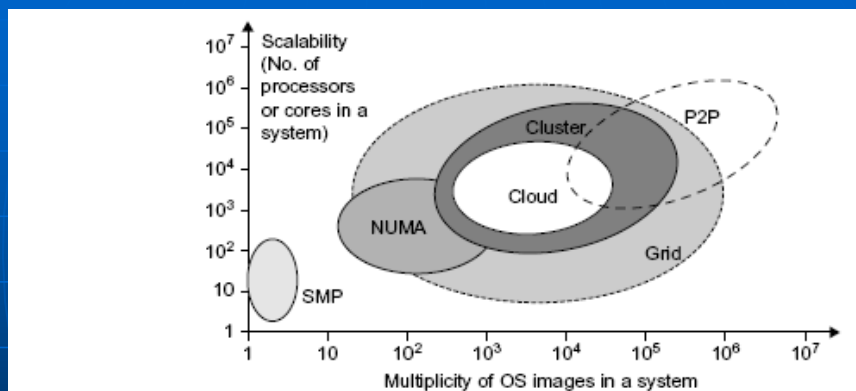 10⁷
Scalability
(No. of
processors
or cores in a
system)
10⁶
10⁵
10⁴
10³
10²
10
1
P2P
Cluster
Cloud
NUMA
Grid
SMP
1 10 10² 10³ 10⁴ 10⁵ 10⁶ 10⁷
Multiplicity of OS images in a system